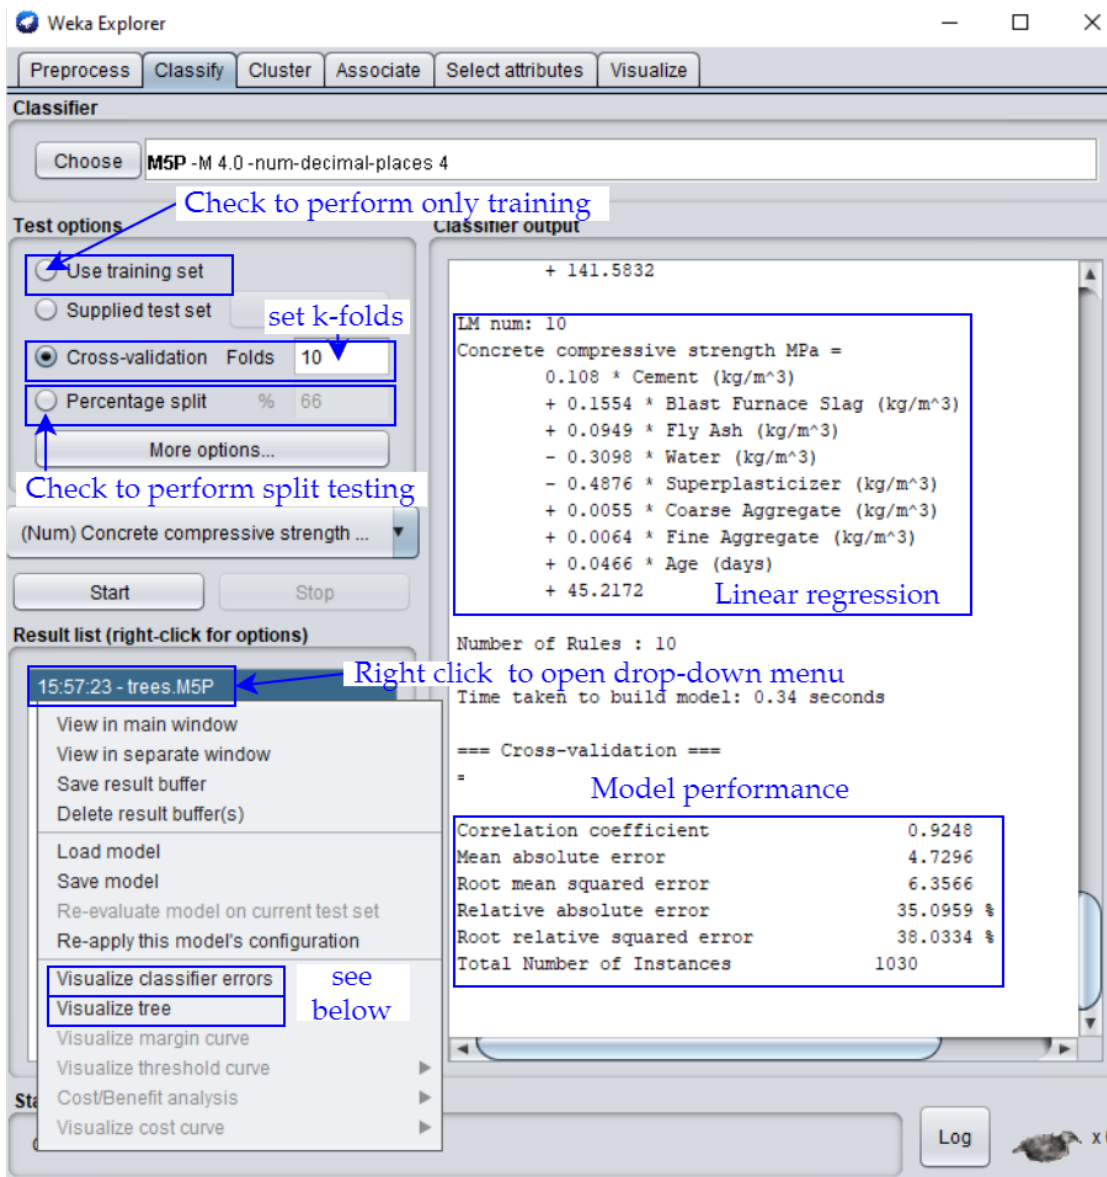 Weka Explorer
Preprocess Classify Cluster Associate Select attributes Visualize
Classifier
Choose M5P -M 4.0 -num-decimal-places 4
Check to perform only training
Test options
Use training set
Supplied test set
set k-folds
Cross-validation Folds 10
Percentage split % 66
More options...
Check to perform split testing
(Num) Concrete compressive strength ...
Start Stop
Result list (right-click for options)
15:57:23 - trees.M5P
Right click to open drop-down menu
View in main window
View in separate window
Save result buffer
Delete result buffer(s)
Load model
Save model
Re-evaluate model on current test set
Re-apply this model's configuration
Visualize classifier errors
Visualize tree
see
below
Visualize margin curve
Visualize threshold curve
Cost/Benefit analysis
Visualize cost curve
Classifier output
+ 141.5832
LM num: 10
Concrete compressive strength MPa =
0.108 * Cement (kg/m^3)
+ 0.1554 * Blast Furnace Slag (kg/m^3)
+ 0.0949 * Fly Ash (kg/m^3)
- 0.3098 * Water (kg/m^3)
- 0.4876 * Superplasticizer (kg/m^3)
+ 0.0055 * Coarse Aggregate (kg/m^3)
+ 0.0064 * Fine Aggregate (kg/m^3)
+ 0.0466 * Age (days)
+ 45.2172
Linear regression
Number of Rules : 10
Time taken to build model: 0.34 seconds
=== Cross-validation ===
=
Model performance
Correlation coefficient 0.9248
Mean absolute error 4.7296
Root mean squared error 6.3566
Relative absolute error 35.0959 %
Root relative squared error 38.0334 %
Total Number of Instances 1030
Sta
Log
x